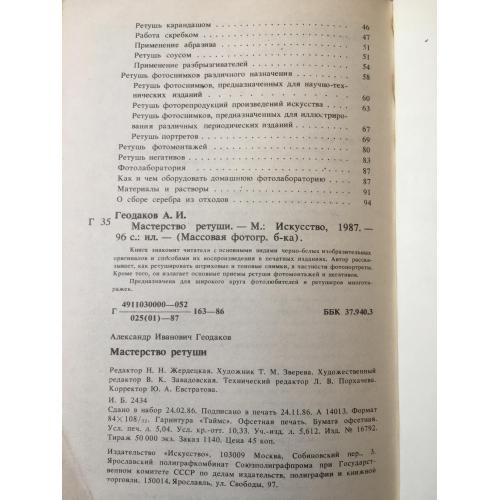 Ретушь карандашом 46
Работа скребком 47
Применение абразива 51
Ретушь соусом 51
Применение разбрызгивателей 54
Ретушь фотоснимков различного назначения 58
Ретушь фотоснимков, предназначенных для научно-тех-
нических изданий 60
Ретушь фоторепродукций произведений искусства 63
Ретушь фотоснимков, предназначенных для иллюстриро-
вания различных периодических изданий 67
Ретушь портретов 69
Ретушь фотомонтажей 80
Ретушь негативов 83
Фотолаборатория 87
Как и чем оборудовать домашнюю фотолабораторию 87
Материалы и растворы 91
О сборе серебра из отходов 94
Геодаков А. И.
Г 35 Мастерство ретуши. — М.: Искусство, 1987. —
96 с.: ил. — (Массовая фотогр. б-ка).
Книга знакомит читателя с основными видами черно-белых изобразительных
оригиналов и способами их воспроизведения в печатных изданиях. Автор рассказы-
вает, как ретушировать штриховые и тоновые снимки, в частности фотопортреты.
Кроме того, он излагает основные приемы ретуши фотомонтажей и негативов.
Предназначена для широкого круга фотолюбителей и ретушеров многоти-
ражек.
Г 4911030000—052 / 025(01)—87 163—86 ББК 37.940.3
Александр Иванович Геодаков
Мастерство ретуши
Редактор Н. Н. Жердецкая. Художник Т. М. Зверева. Художественный
редактор В. К. Завадовская. Технический редактор Л. В. Порхачева.
Корректор Ю. А. Евстратова.
И. Б. 2434
Сдано в набор 24.02.86. Подписано в печать 24.11.86. А 14013. Формат
84×108/32. Гарнитура «Таймс». Офсетная печать. Бумага офсетная.
Усл. печ. л. 5,04. Усл. кр.-отт. 10,33. Уч.-изд. л. 5,612. Изд. № 16792.
Тираж 50 000 экз. Заказ 1140. Цена 45 коп.
Издательство «Искусство», 103009 Москва, Собиновский пер., 3.
Ярославский полиграфкомбинат Союзполиграфпрома при Государствен-
ном комитете СССР по делам издательств, полиграфии и книжной
торговли. 150014. Ярославль, ул. Свободы, 97.